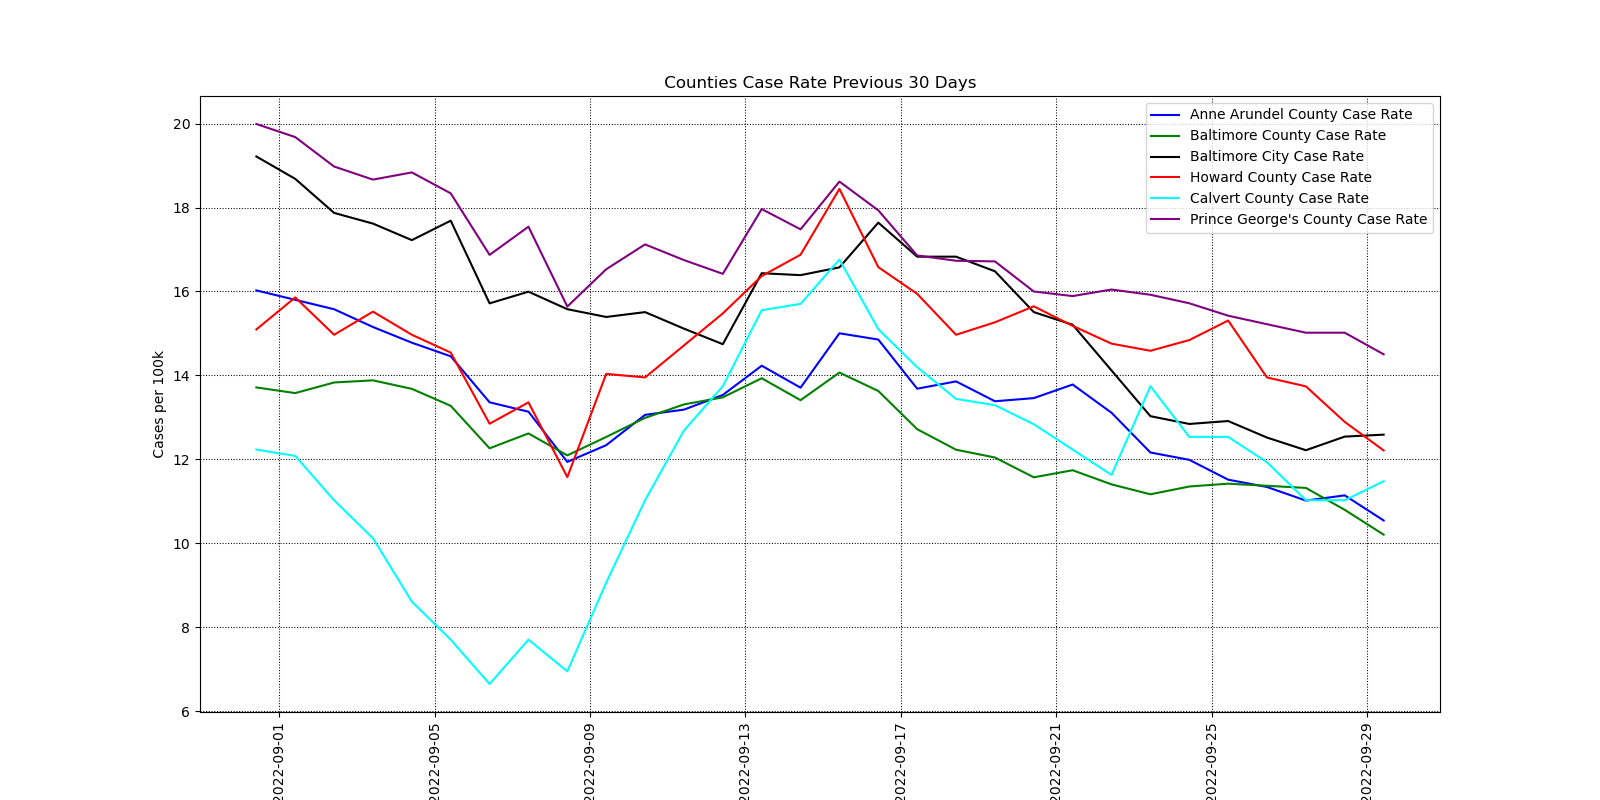 Counties Case Rate Previous 30 Days
Anne Arundel County Case Rate
Baltimore County Case Rate
Baltimore City Case Rate
Howard County Case Rate
Calvert County Case Rate
Prince George's County Case Rate
Cases per 100k
20
18
16
14
12
10
8
6
2022-09-01
2022-09-05
2022-09-09
2022-09-13
2022-09-17
2022-09-21
2022-09-25
2022-09-29